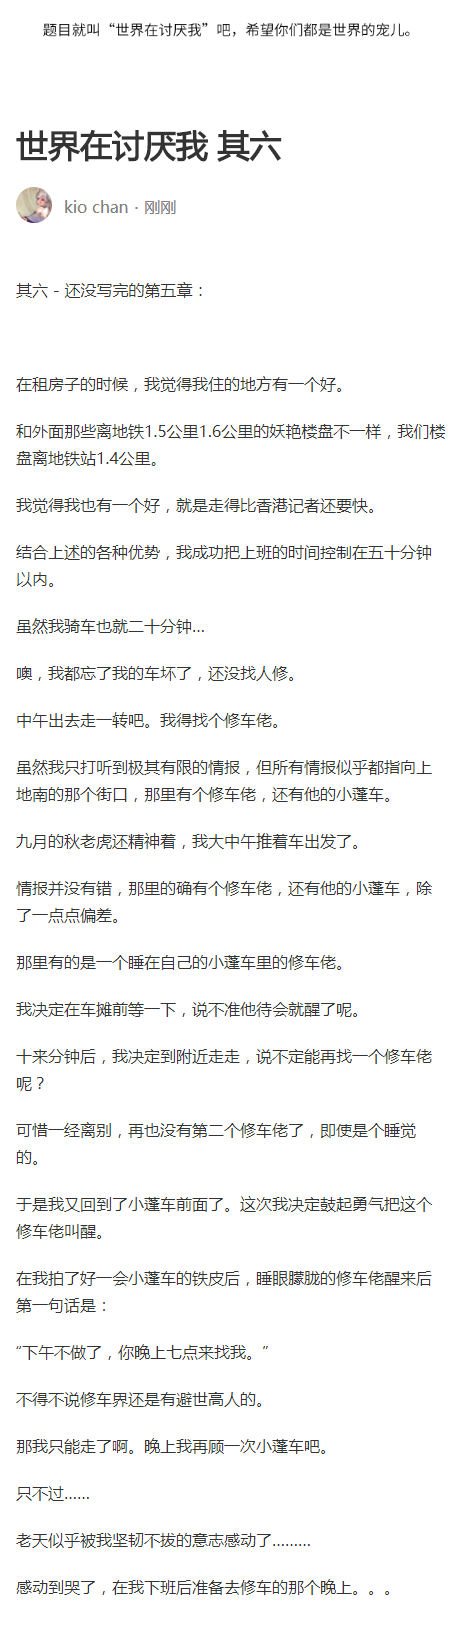 题目就叫“世界在讨厌我”吧，希望你们都是世界的宠儿。
世界在讨厌我 其六
kio chan · 刚刚
其六 - 还没写完的第五章：
在租房子的时候，我觉得我住的地方有一个好。
和外面那些离地铁1.5公里1.6公里的妖艳楼盘不一样，我们楼
盘离地铁站1.4公里。
我觉得我也有一个好，就是走得比香港记者还要快。
结合上述的各种优势，我成功把上班的时间控制在五十分钟
以内。
虽然我骑车也就二十分钟...
噢，我都忘了我的车坏了，还没找人修。
中午出去走一转吧。我得找个修车佬。
虽然我只打听到极其有限的情报，但所有情报似乎都指向上
地南的那个街口，那里有个修车佬，还有他的小蓬车。
九月的秋老虎还精神着，我大中午推着车出发了。
情报并没有错，那里的确有个修车佬，还有他的小蓬车，除
了一点点偏差。
那里有的是一个睡在自己的小蓬车里的修车佬。
我决定在车摊前等一下，说不准他待会就醒了呢。
十来分钟后，我决定到附近走走，说不定能再找一个修车佬
呢？
可惜一经离别，再也没有第二个修车佬了，即使是个睡觉
的。
于是我又回到了小蓬车前面了。这次我决定鼓起勇气把这个
修车佬叫醒。
在我拍了好一会小蓬车的铁皮后，睡眼朦胧的修车佬醒来后
第一句话是：
“下午不做了，你晚上七点来找我。”
不得不说修车界还是有避世高人的。
那我只能走了啊。晚上我再顾一次小蓬车吧。
只不过......
老天似乎被我坚韧不拔的意志感动了.........
感动到哭了，在我下班后准备去修车的那个晚上。。。